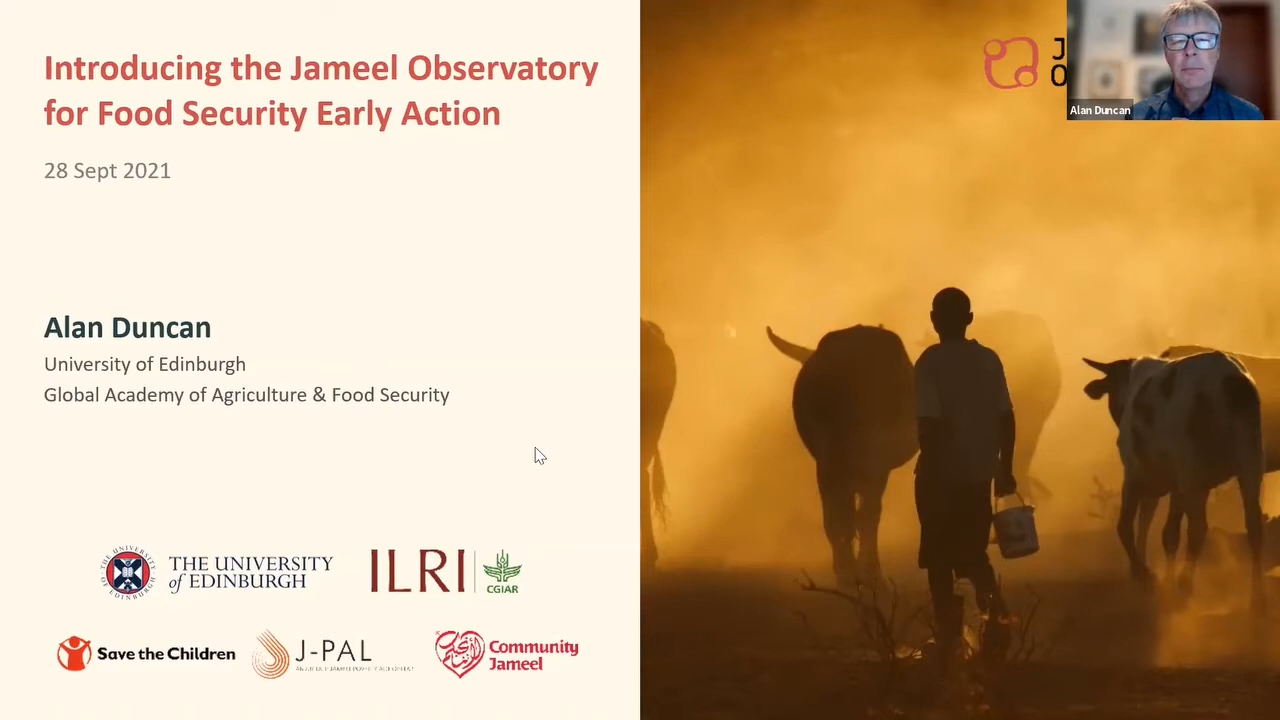 Introducing the Jameel Observatory
for Food Security Early Action
28 Sept 2021
Alan Duncan
University of Edinburgh
Global Academy of Agriculture & Food Security
THE UNIVERSITY
of EDINBURGH
ILRI
CGIAR
Save the Children
J-PAL
Community
Jameel
Alan Duncan